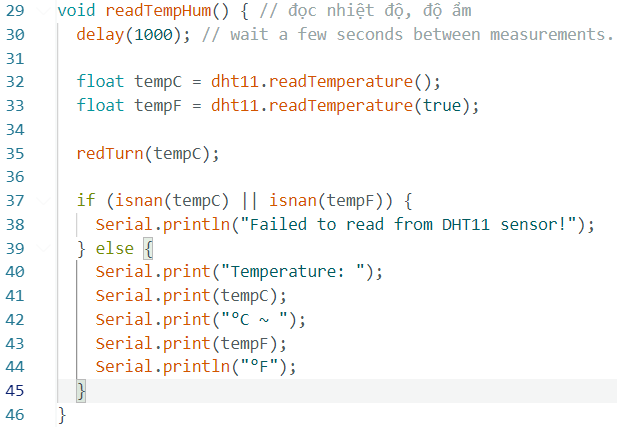 29 void readTempHum() { // đọc nhiệt độ, độ ẩm
30   delay(1000); // wait a few seconds between measurements.
31
32   float tempC = dht11.readTemperature();
33   float tempF = dht11.readTemperature(true);
34
35   redTurn(tempC);
36
37   if (isnan(tempC) || isnan(tempF)) {
38     Serial.println("Failed to read from DHT11 sensor!");
39   } else {
40     Serial.print("Temperature: ");
41     Serial.print(tempC);
42     Serial.print("°C ~ ");
43     Serial.print(tempF);
44     Serial.println("°F");
45   }
46 }